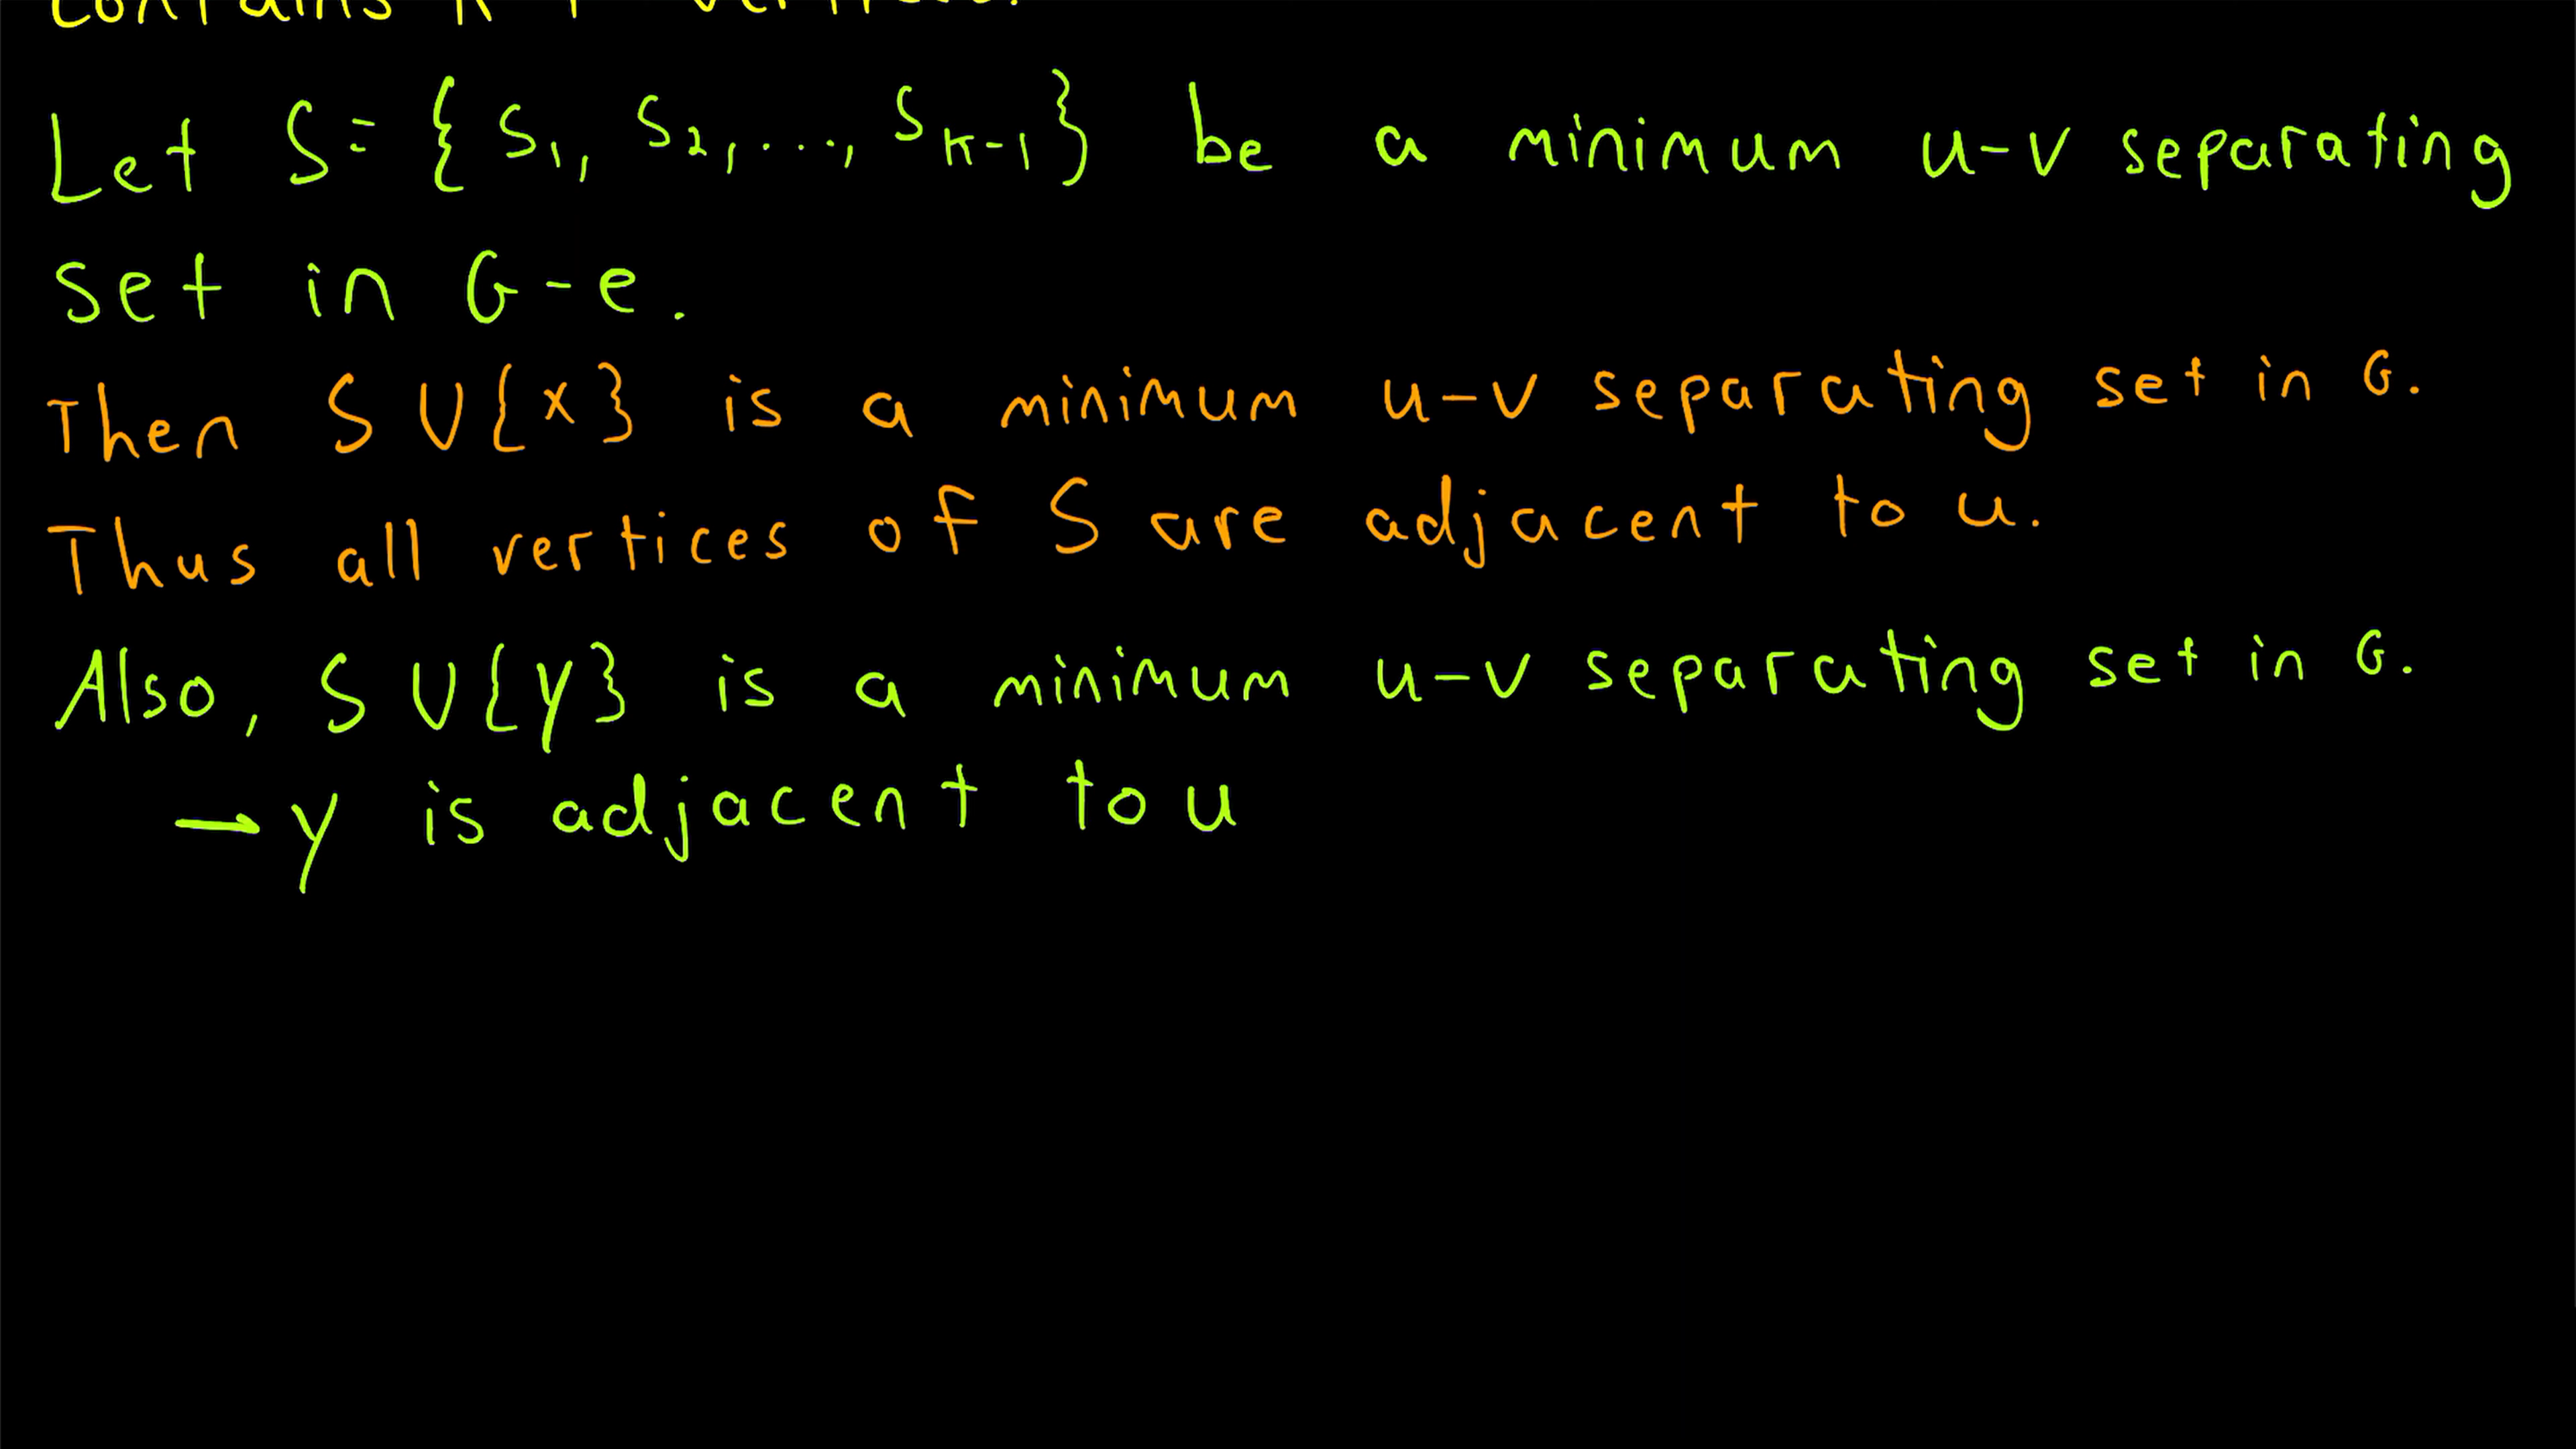 Let S = {s₁, s₂, ..., sₖ₋₁} be a minimum u-v separating
set in G-e.
Then S ∪ {x} is a minimum u-v separating set in G.
Thus all vertices of S are adjacent to u.
Also, S ∪ {y} is a minimum u-v separating set in G.
→ y is adjacent to u